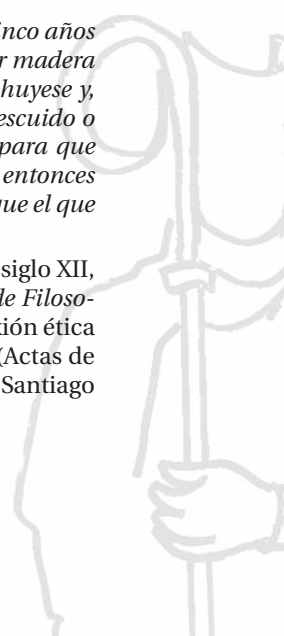 inco años
r madera
huyese y,
escuido o
para que
entonces
que el que
siglo XII,
de Filoso-
xión ética
(Actas de
Santiago